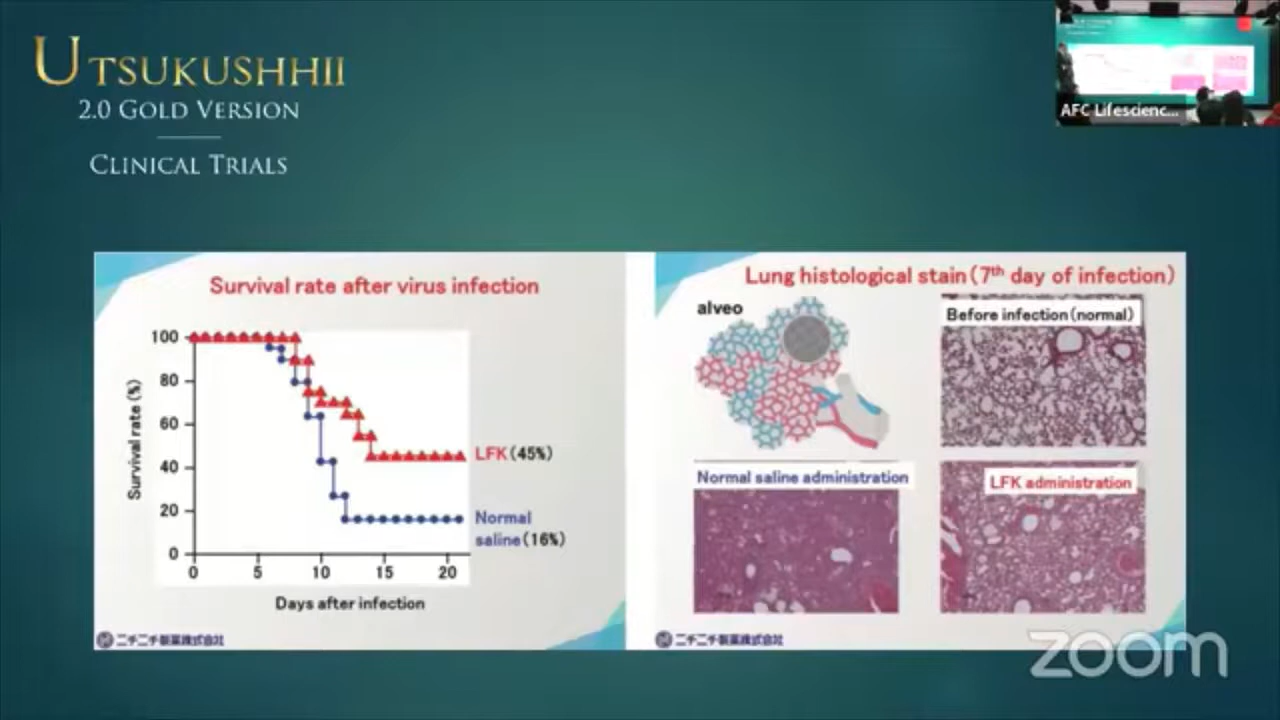 UTSUKUSHHII
2.0 GOLD VERSION
CLINICAL TRIALS
AFC Lifescienc...
Survival rate after virus infection
Survival rate (%)
100
80
60
40
20
0
0 5 10 15 20
Days after infection
LFK (45%)
Normal
saline (16%)
ニチニチ製薬株式会社
Lung histological stain (7th day of infection)
alveo
Before infection (normal)
Normal saline administration
LFK administration
ニチニチ製薬株式会社
zoom